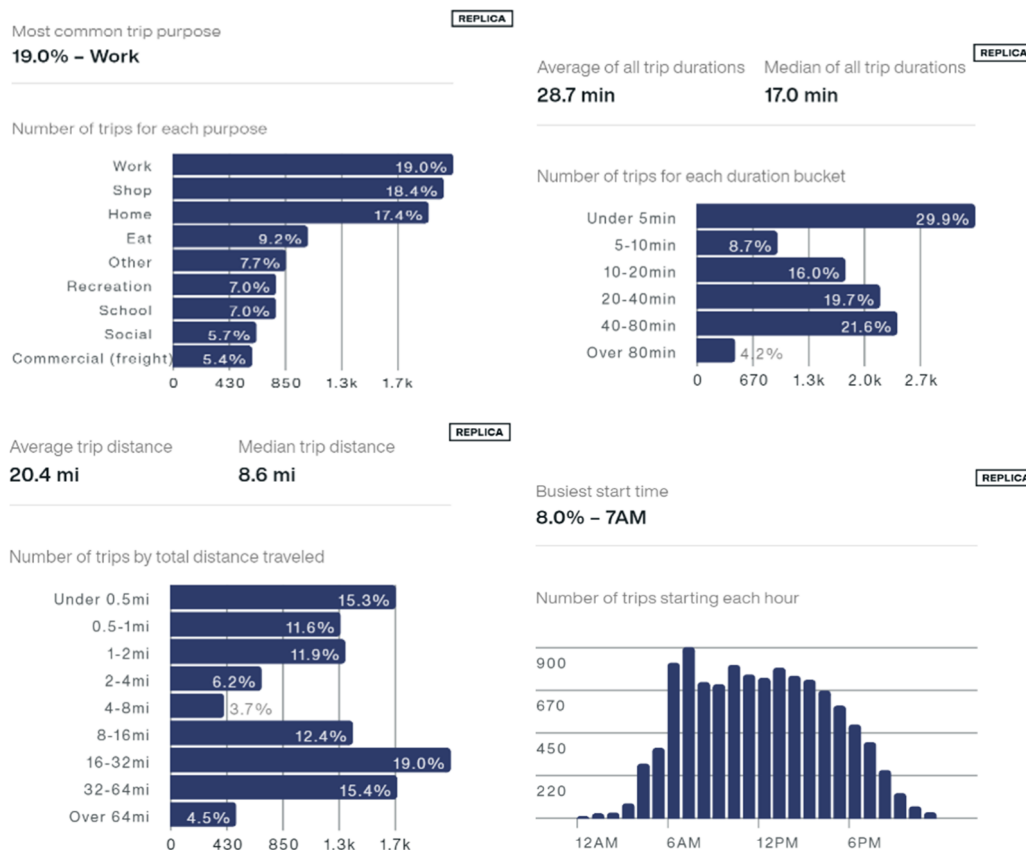 REPLICA
Most common trip purpose
19.0% – Work
Number of trips for each purpose
Work 19.0%
Shop 18.4%
Home 17.4%
Eat 9.2%
Other 7.7%
Recreation 7.0%
School 7.0%
Social 5.7%
Commercial (freight) 5.4%
0 430 850 1.3k 1.7k
REPLICA
Average of all trip durations Median of all trip durations
28.7 min 17.0 min
Number of trips for each duration bucket
Under 5min 29.9%
5-10min 8.7%
10-20min 16.0%
20-40min 19.7%
40-80min 21.6%
Over 80min 4.2%
0 670 1.3k 2.0k 2.7k
REPLICA
Average trip distance Median trip distance
20.4 mi 8.6 mi
Number of trips by total distance traveled
Under 0.5mi 15.3%
0.5-1mi 11.6%
1-2mi 11.9%
2-4mi 6.2%
4-8mi 3.7%
8-16mi 12.4%
16-32mi 19.0%
32-64mi 15.4%
Over 64mi 4.5%
0 430 850 1.3k 1.7k
REPLICA
Busiest start time
8.0% – 7AM
Number of trips starting each hour
900
670
450
220
12AM 6AM 12PM 6PM